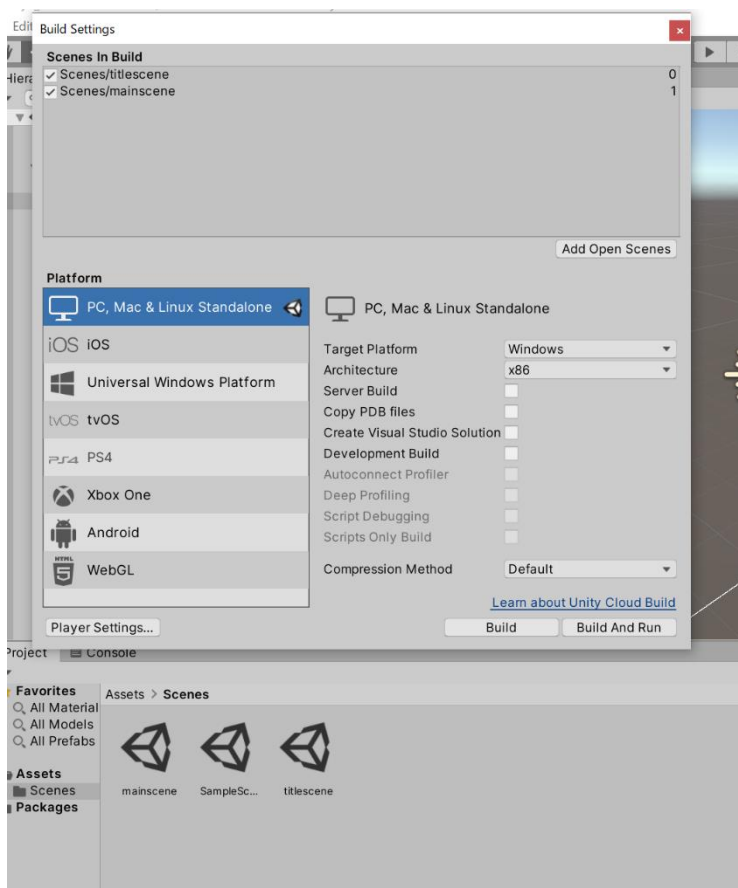 Edit
Build Settings
Scenes In Build
Scenes/titlescene 0
Scenes/mainscene 1
Add Open Scenes
Platform
PC, Mac & Linux Standalone
iOS iOS
Universal Windows Platform
tvOS tvOS
PS4 PS4
Xbox One
Android
HTML 5 WebGL
PC, Mac & Linux Standalone
Target Platform Windows
Architecture x86
Server Build
Copy PDB files
Create Visual Studio Solution
Development Build
Autoconnect Profiler
Deep Profiling
Script Debugging
Scripts Only Build
Compression Method Default
Learn about Unity Cloud Build
Player Settings...
Build
Build And Run
Project Console
Favorites
All Material
All Models
All Prefabs
Assets
Scenes
Packages
Assets > Scenes
mainscene SampleSc... titlescene